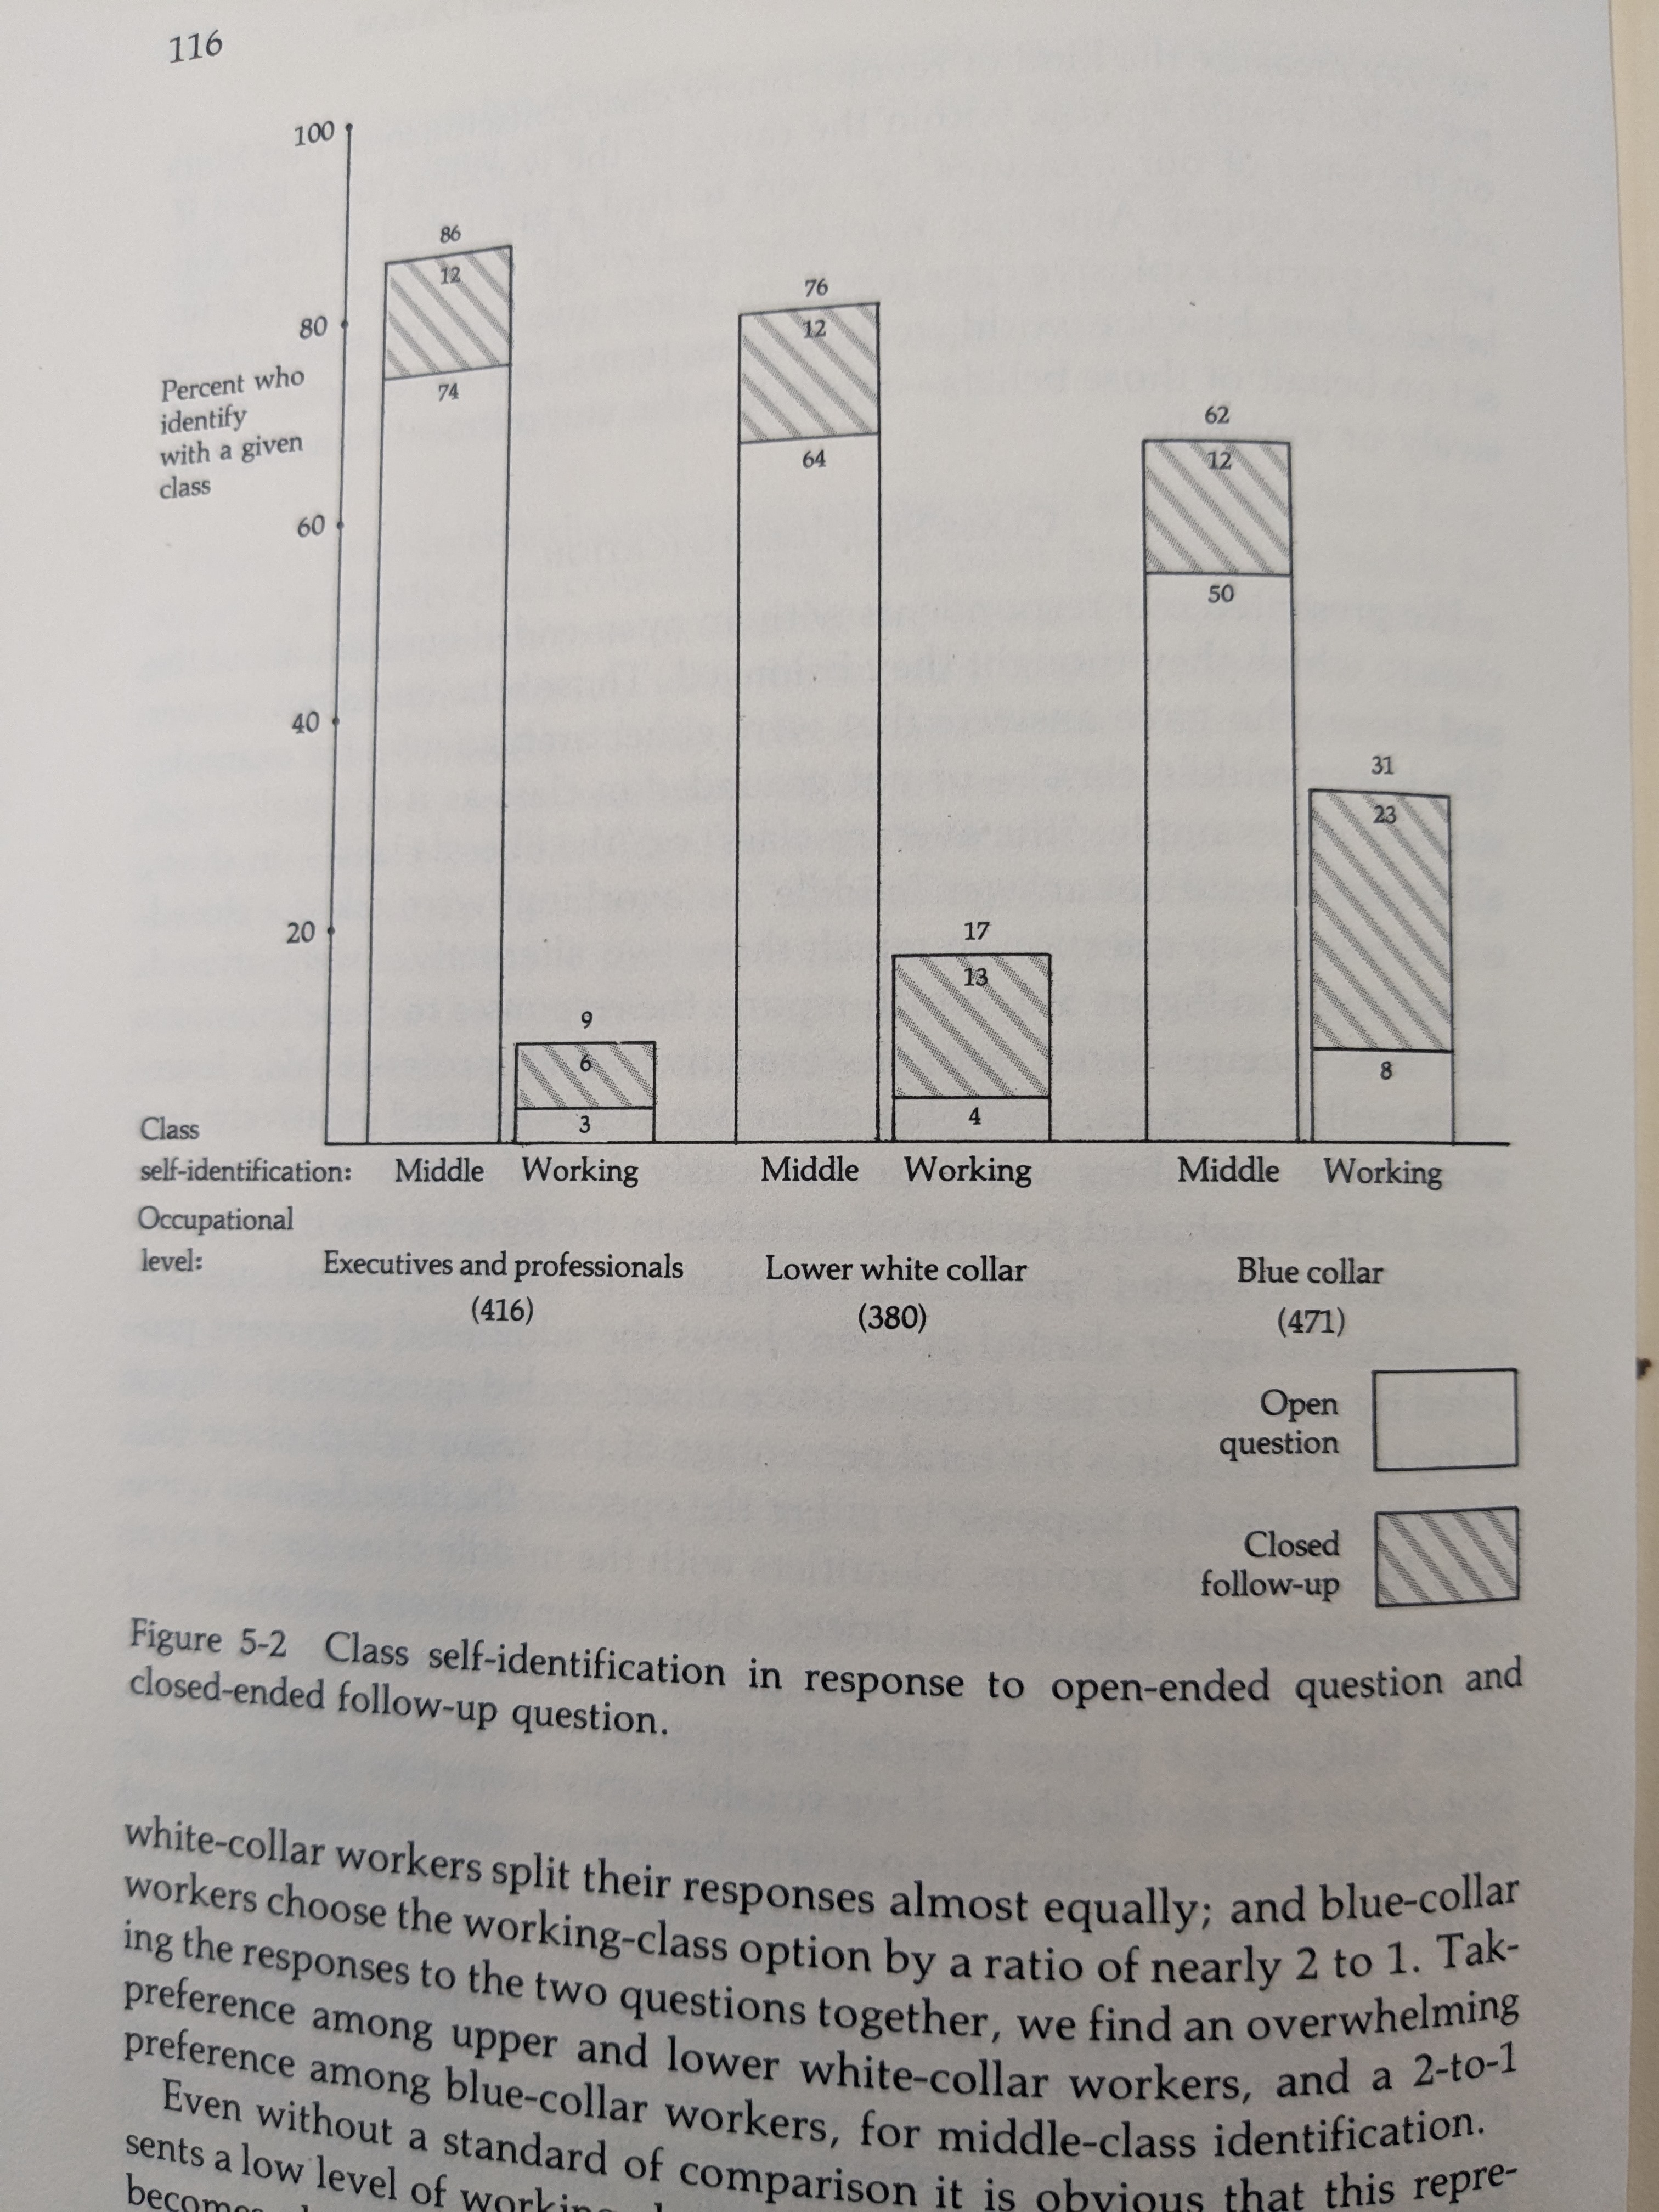 116
100
86
12
76
80
12
Percent who
identify
with a given
class
74
62
64
12
60
50
40
31
23
20
17
13
9
6
8
3
4
Class
self-identification: Middle Working Middle Working Middle Working
Occupational
level: Executives and professionals Lower white collar Blue collar
(416) (380) (471)
Open
question
Closed
follow-up
Figure 5-2 Class self-identification in response to open-ended question and
closed-ended follow-up question.
white-collar workers split their responses almost equally; and blue-collar
workers choose the working-class option by a ratio of nearly 2 to 1. Tak-
ing the responses to the two questions together, we find an overwhelming
preference among upper and lower white-collar workers, and a 2-to-1
preference among blue-collar workers, for middle-class identification.
Even without a standard of comparison it is obvious that this repre-
sents a low level of